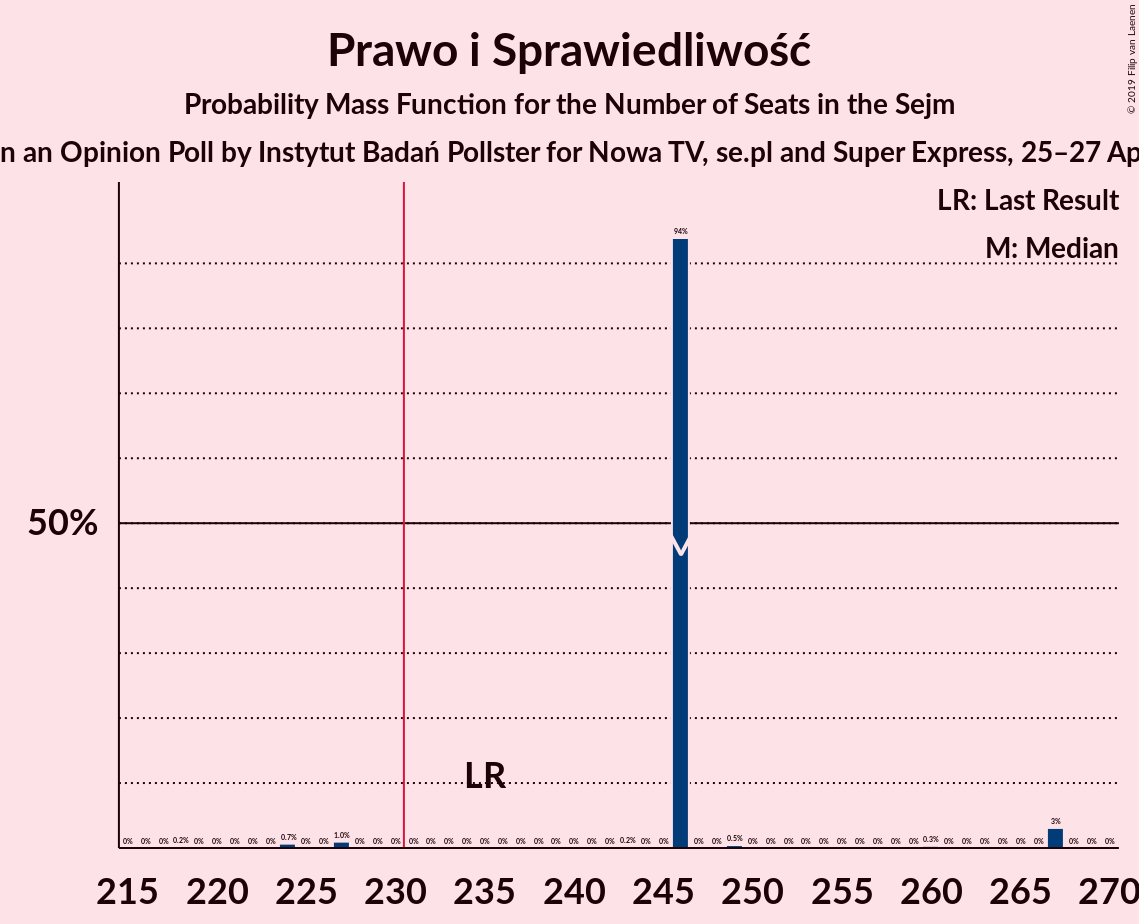 Prawo i Sprawiedliwość
Probability Mass Function for the Number of Seats in the Sejm
n an Opinion Poll by Instytut Badań Pollster for Nowa TV, se.pl and Super Express, 25–27 Ap
© 2019 Filip van Laenen
LR: Last Result
M: Median
94%
50%
LR
0% 0% 0% 0.2% 0% 0% 0% 0% 0% 0.7% 0% 0% 1.0% 0% 0% 0% 0% 0% 0% 0% 0% 0% 0% 0% 0% 0% 0% 0% 0.2% 0% 0% 0% 0% 0.5% 0% 0% 0% 0% 0% 0% 0% 0% 0% 0% 0.3% 0% 0% 0% 0% 0% 0% 3% 0% 0% 0%
215 220 225 230 235 240 245 250 255 260 265 270